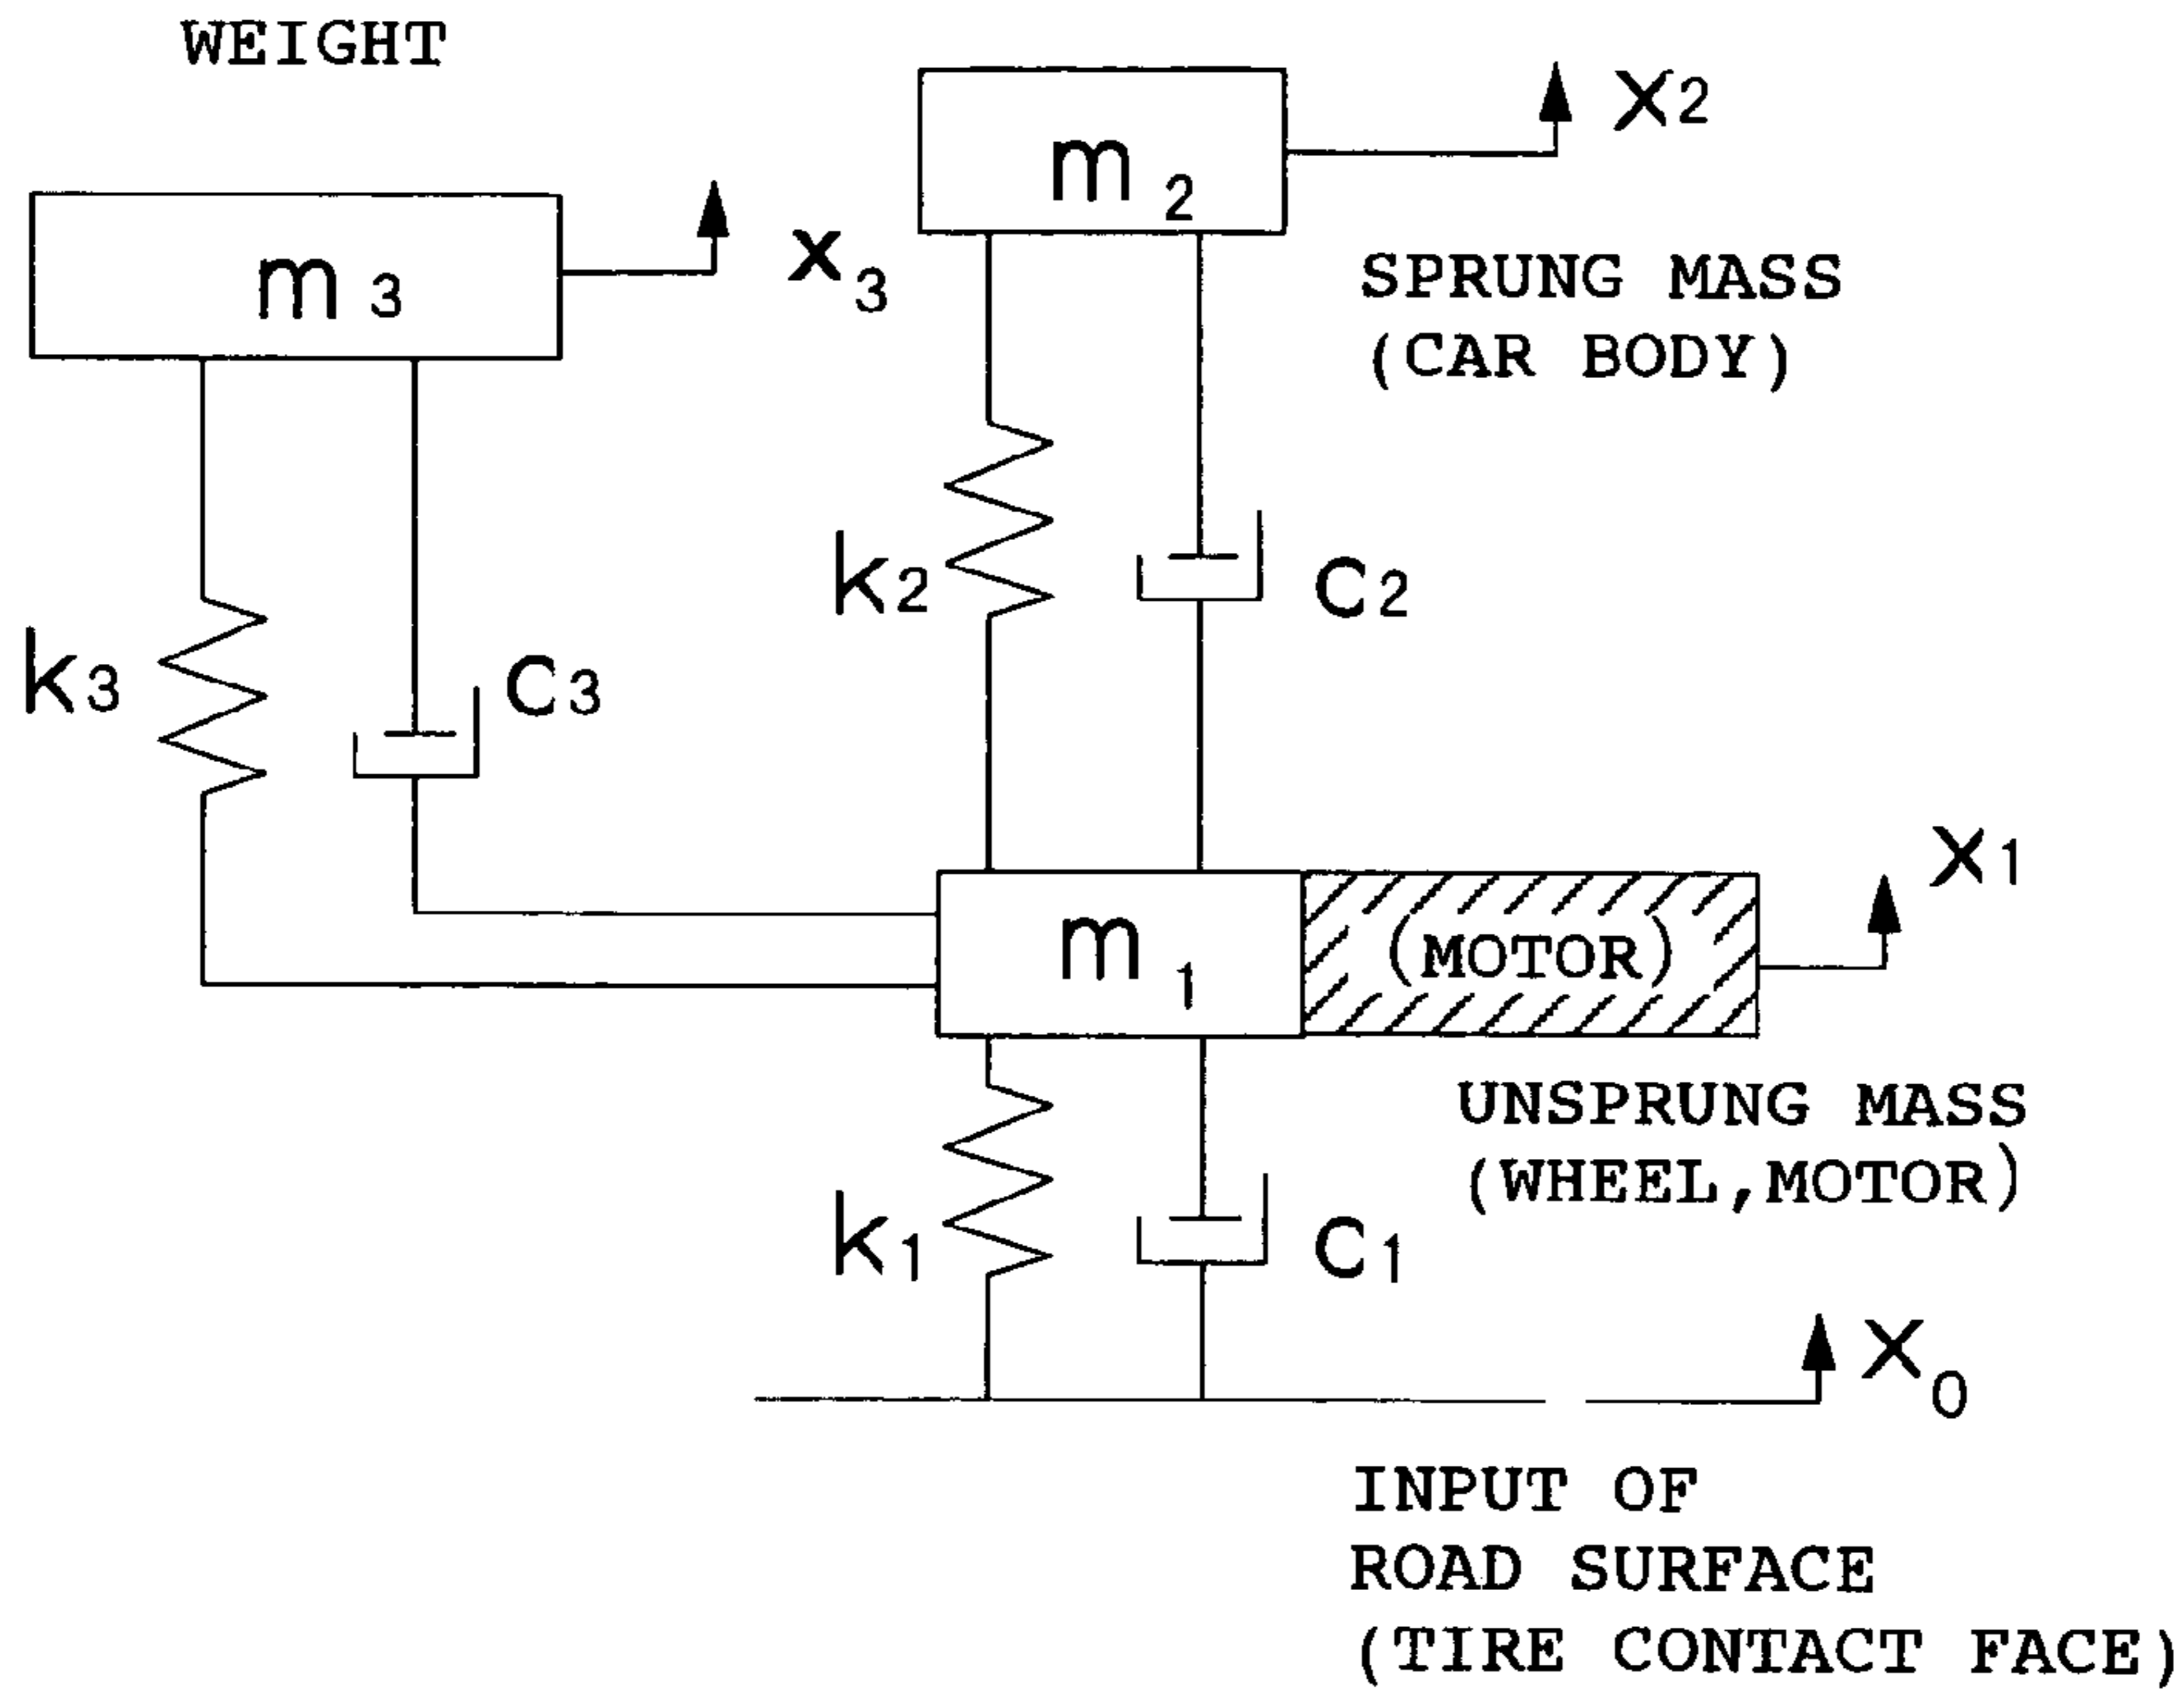 WEIGHT
m2
X2
m3
x3
SPRUNG MASS
(CAR BODY)
k2
C2
k3
C3
X1
m1
(MOTOR)
UNSPRUNG MASS
(WHEEL,MOTOR)
k1
C1
X0
INPUT OF
ROAD SURFACE
(TIRE CONTACT FACE)